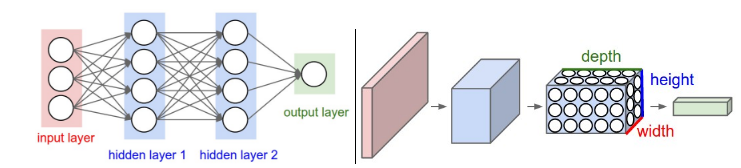 input layer
hidden layer 1
hidden layer 2
output layer
depth
height
width